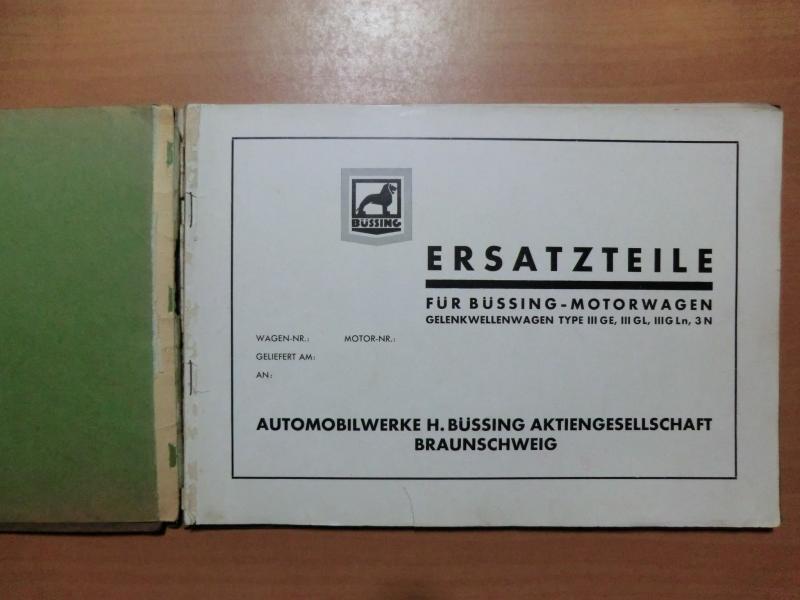 BÜSSING
ERSATZTEILE
FÜR BÜSSING-MOTORWAGEN
GELENKWELLENWAGEN TYPE III GE, III GL, IIIG Ln, 3 N
WAGEN-NR.: MOTOR-NR.:
GELIEFERT AM:
AN:
AUTOMOBILWERKE H. BÜSSING AKTIENGESELLSCHAFT
BRAUNSCHWEIG